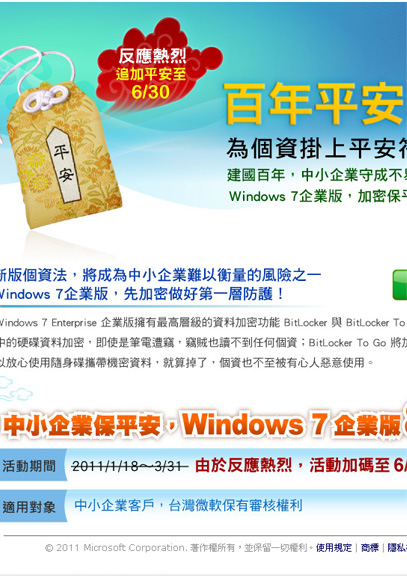 反應熱烈
追加平安至
6/30
百年平安
為個資掛上平安符
建國百年，中小企業守成不
Windows 7企業版，加密保平
平安
新版個資法，將成為中小企業難以衡量的風險之一
Windows 7企業版，先加密做好第一層防護！
Windows 7 Enterprise 企業版擁有最高層級的資料加密功能 BitLocker 與 BitLocker To
中的硬碟資料加密，即使是筆電遭竊，竊賊也讀不到任何個資；BitLocker To Go 將加
以放心使用隨身碟攜帶機密資料，就算掉了，個資也不至被有心人惡意使用。
中小企業保平安，Windows 7 企業版
活動期間 2011/1/18～3/31 由於反應熱烈，活動加碼至 6/
適用對象 中小企業客戶，台灣微軟保有審核權利
© 2011 Microsoft Corporation. 著作權所有，並保留一切權利。使用規定 | 商標 | 隱私